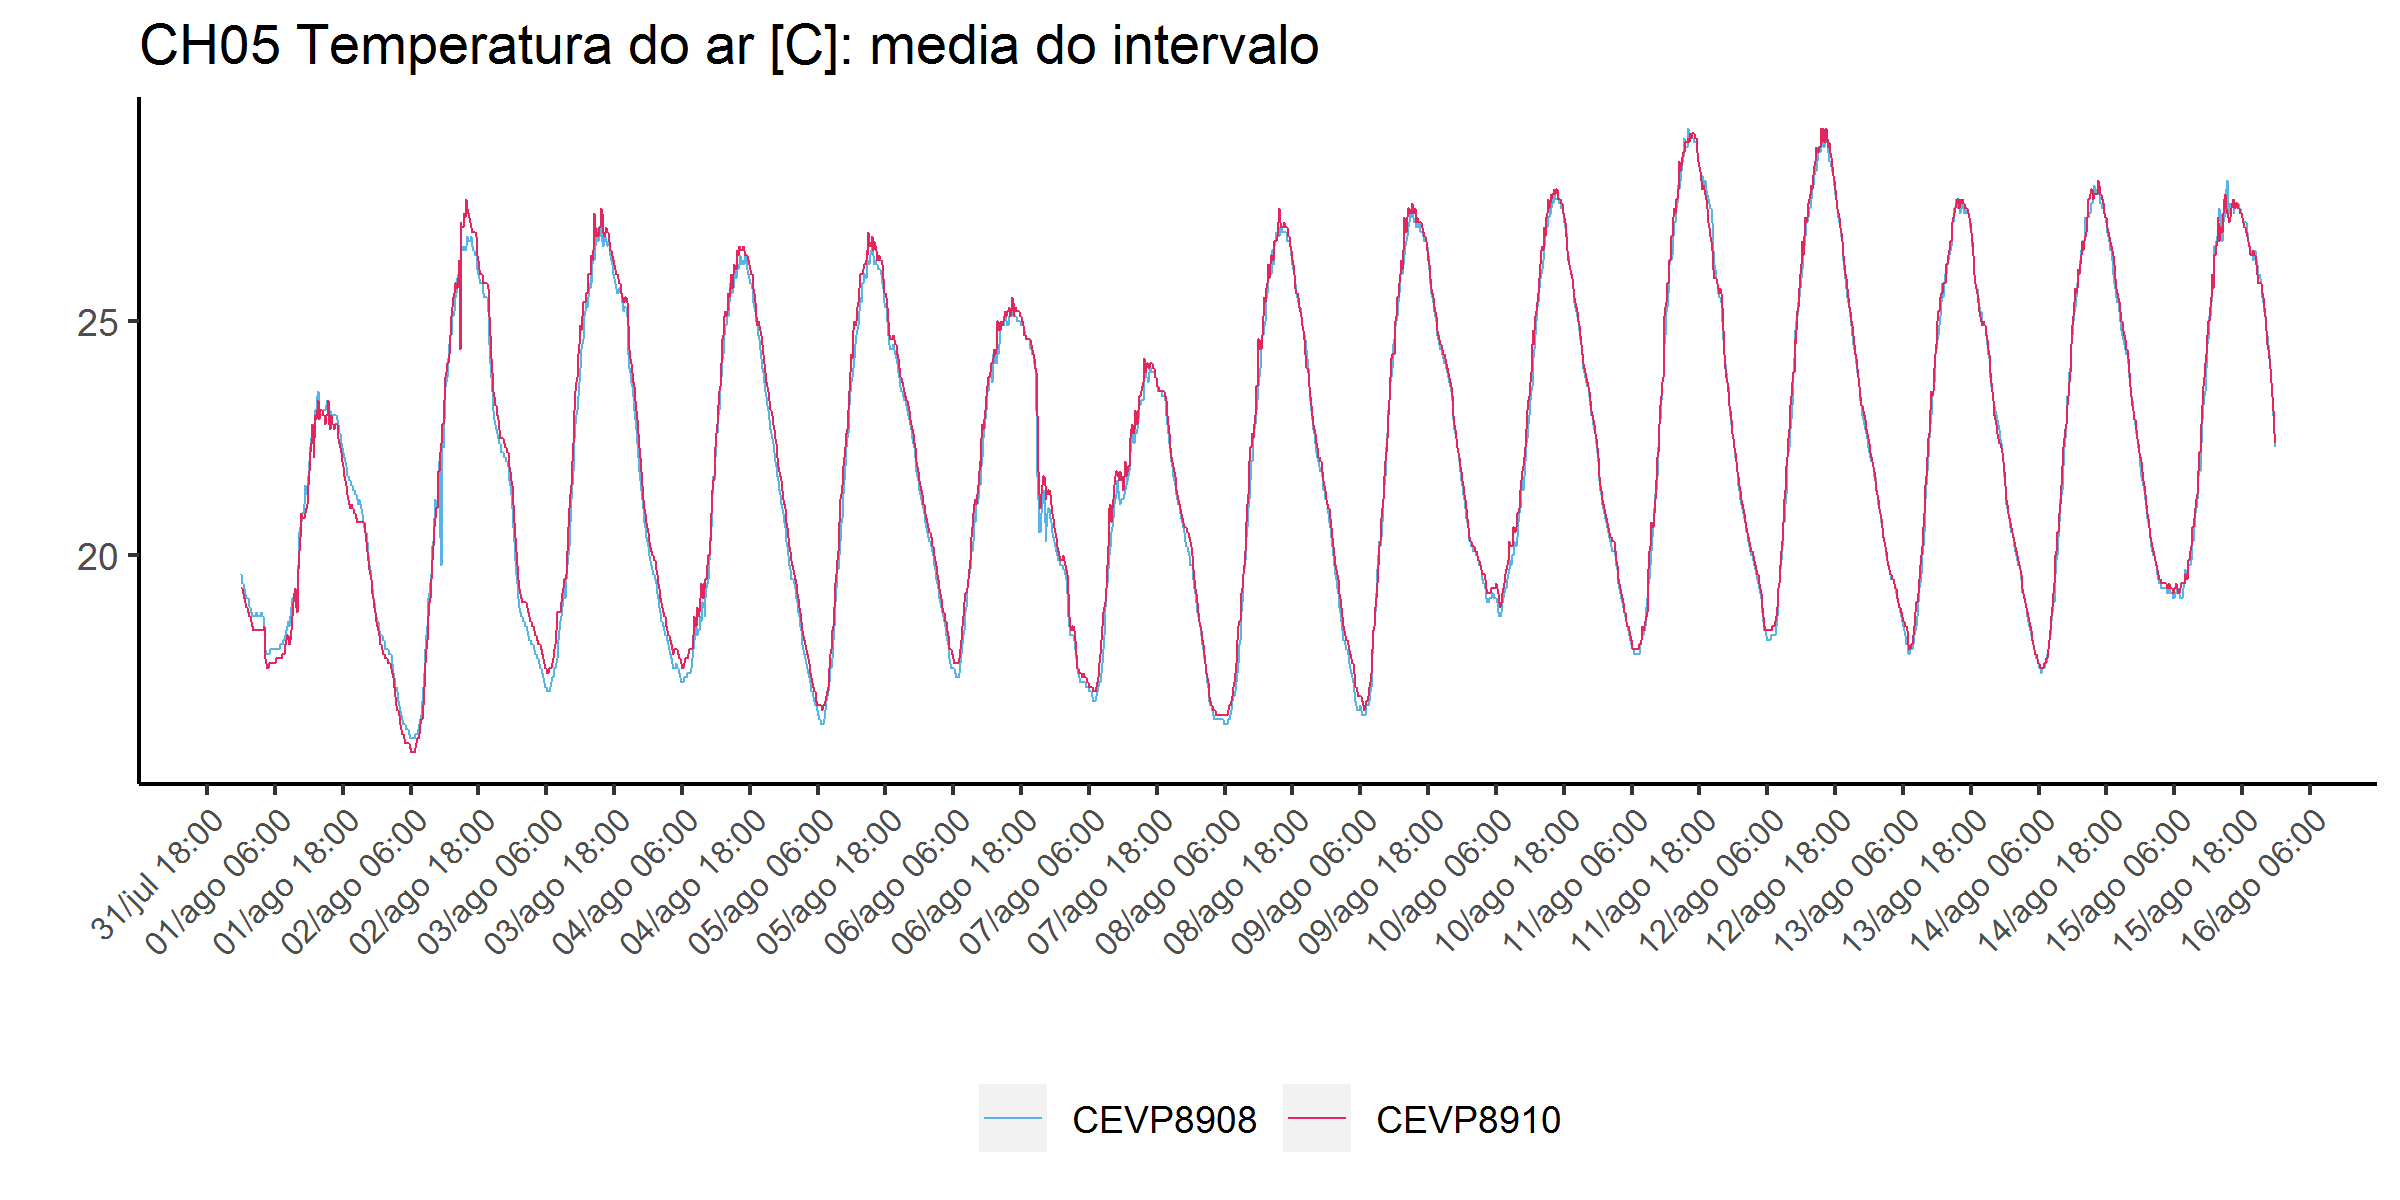 CH05 Temperatura do ar [C]: media do intervalo
25
20
31/jul 18:00
01/ago 06:00
01/ago 18:00
02/ago 06:00
02/ago 18:00
03/ago 06:00
03/ago 18:00
04/ago 06:00
04/ago 18:00
05/ago 06:00
05/ago 18:00
06/ago 06:00
06/ago 18:00
07/ago 06:00
07/ago 18:00
08/ago 06:00
08/ago 18:00
09/ago 06:00
09/ago 18:00
10/ago 06:00
10/ago 18:00
11/ago 06:00
11/ago 18:00
12/ago 06:00
12/ago 18:00
13/ago 06:00
13/ago 18:00
14/ago 06:00
14/ago 18:00
15/ago 06:00
15/ago 18:00
16/ago 06:00
CEVP8908 CEVP8910